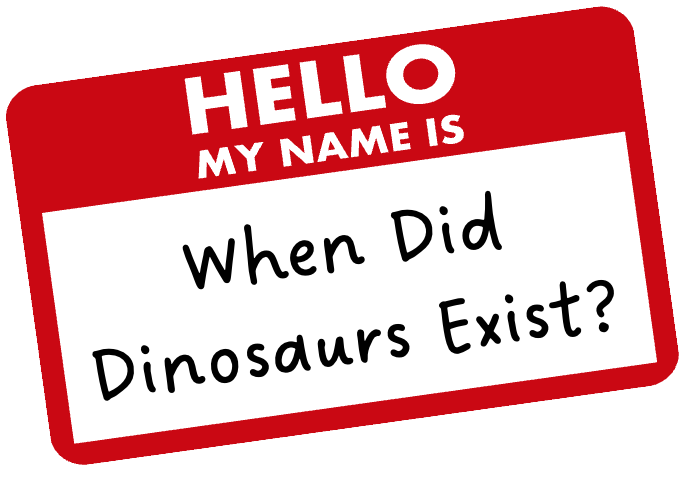 HELLO
MY NAME IS
When Did
Dinosaurs Exist?